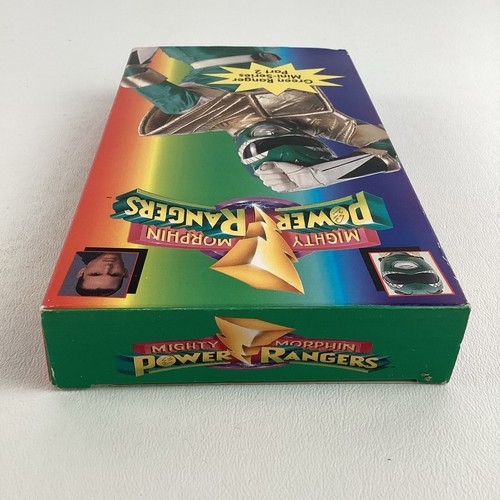 Green Ranger
Mini-Series
Part 2
MIGHTY MORPHIN
POWER RANGERS
MIGHTY MORPHIN
POWER RANGERS